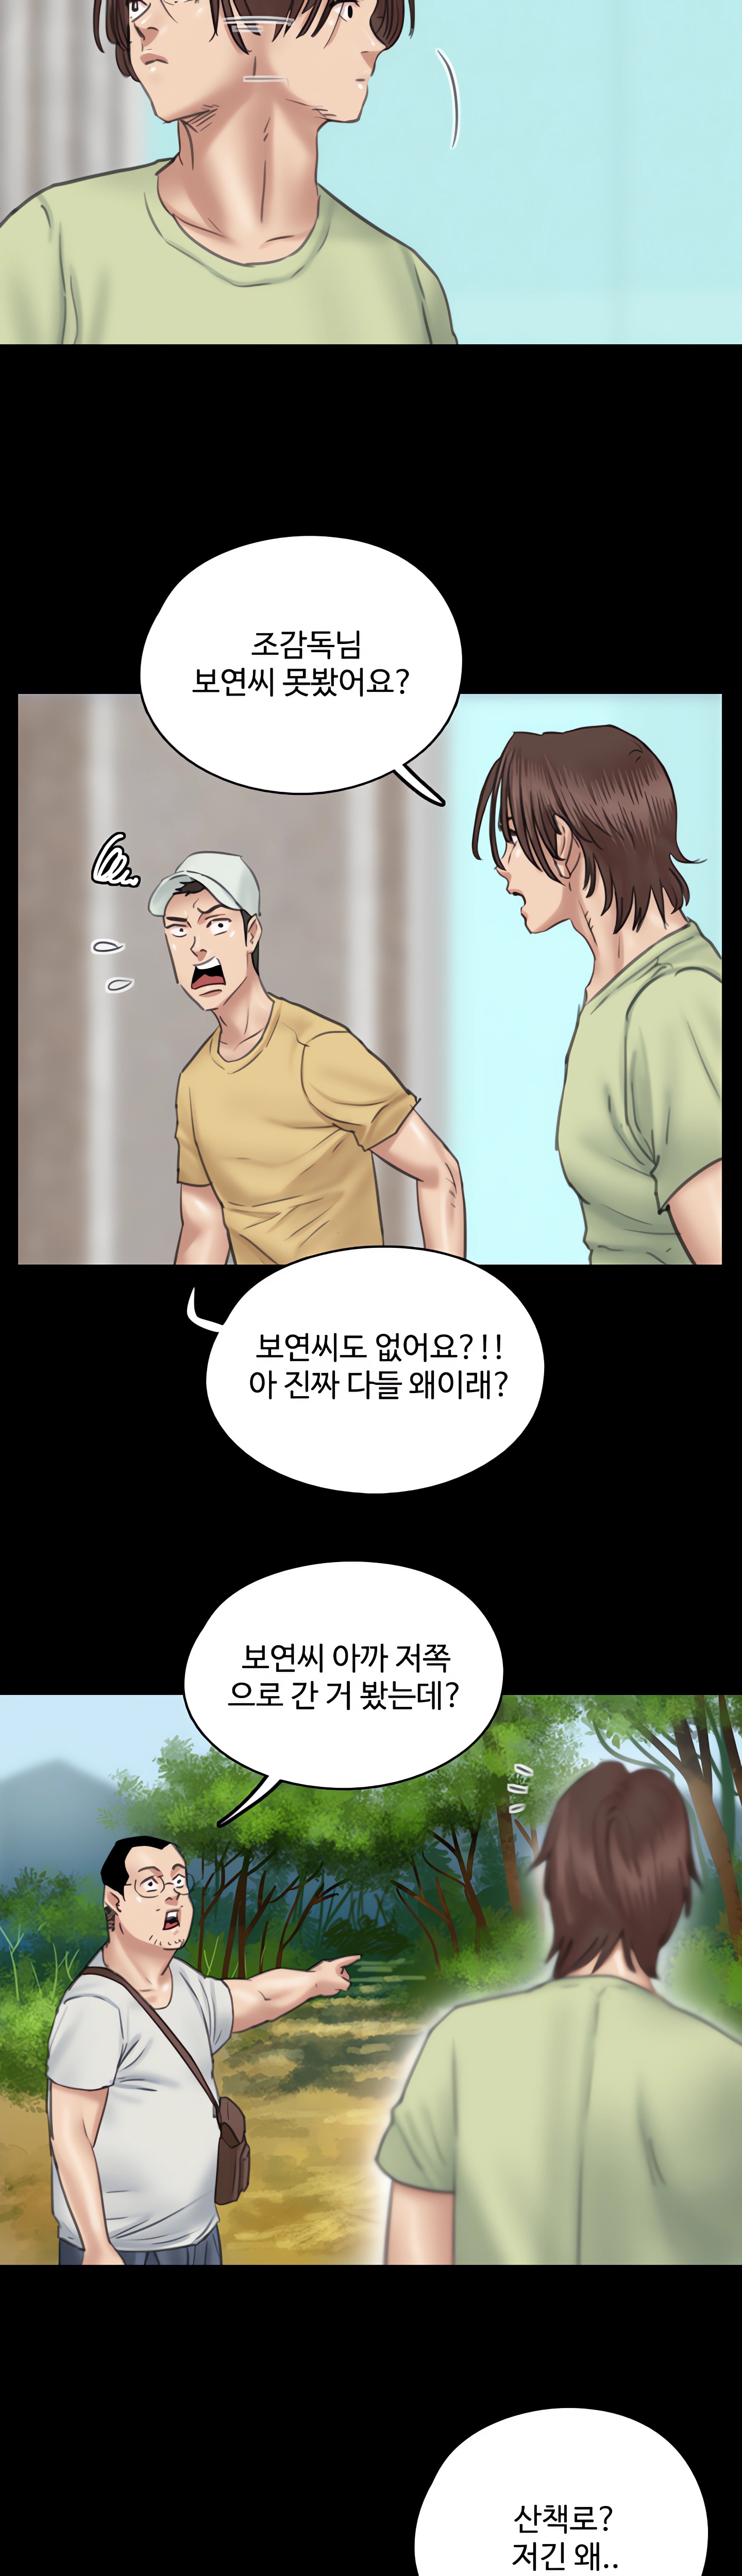 조감독님
보연씨 못봤어요?
보연씨도 없어요?!!
아 진짜 다들 왜이래?
보연씨 아까 저쪽
으로 간 거 봤는데?
산책로?
저긴 왜..